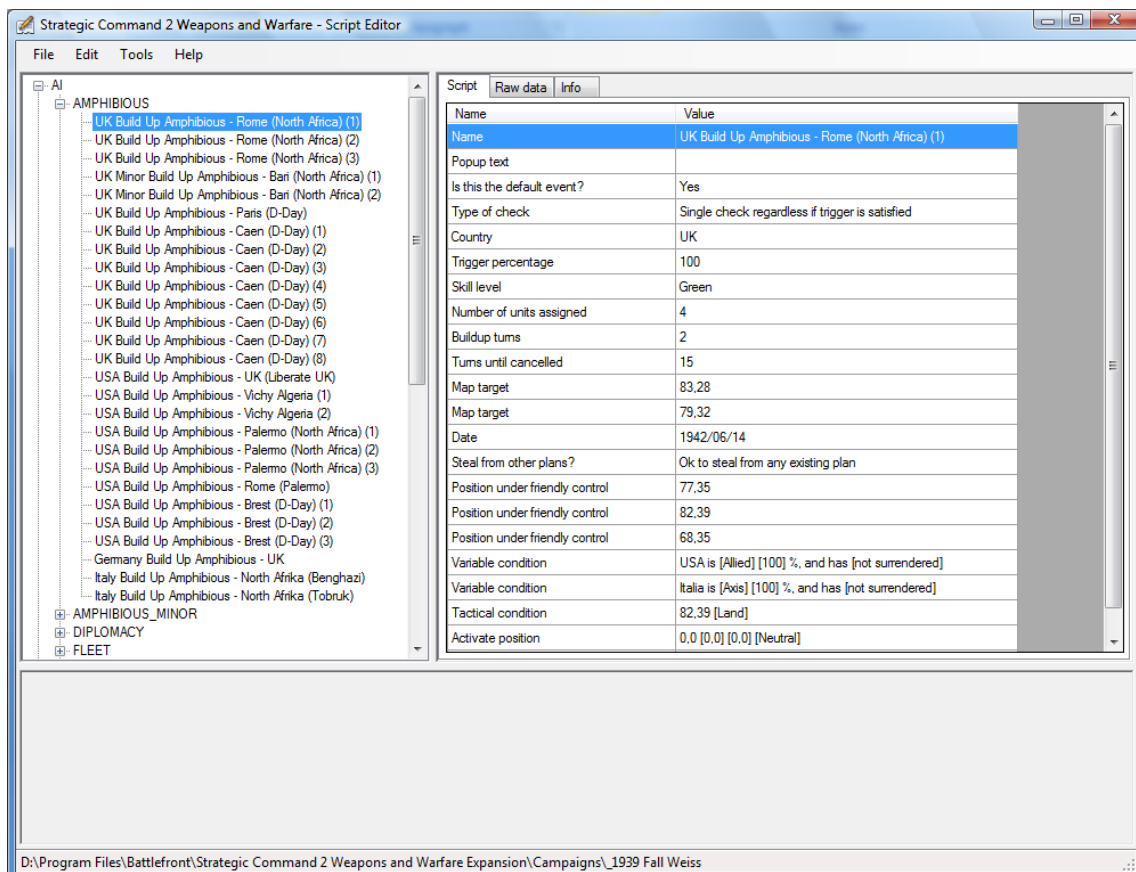 Strategic Command 2 Weapons and Warfare - Script Editor
File Edit Tools Help
AI
AMPHIBIOUS
UK Build Up Amphibious - Rome (North Africa) (1)
UK Build Up Amphibious - Rome (North Africa) (2)
UK Build Up Amphibious - Rome (North Africa) (3)
UK Minor Build Up Amphibious - Bari (North Africa) (1)
UK Minor Build Up Amphibious - Bari (North Africa) (2)
UK Build Up Amphibious - Paris (D-Day)
UK Build Up Amphibious - Caen (D-Day) (1)
UK Build Up Amphibious - Caen (D-Day) (2)
UK Build Up Amphibious - Caen (D-Day) (3)
UK Build Up Amphibious - Caen (D-Day) (4)
UK Build Up Amphibious - Caen (D-Day) (5)
UK Build Up Amphibious - Caen (D-Day) (6)
UK Build Up Amphibious - Caen (D-Day) (7)
UK Build Up Amphibious - Caen (D-Day) (8)
USA Build Up Amphibious - UK (Liberate UK)
USA Build Up Amphibious - Vichy Algeria (1)
USA Build Up Amphibious - Vichy Algeria (2)
USA Build Up Amphibious - Palermo (North Africa) (1)
USA Build Up Amphibious - Palermo (North Africa) (2)
USA Build Up Amphibious - Palermo (North Africa) (3)
USA Build Up Amphibious - Rome (Palermo)
USA Build Up Amphibious - Brest (D-Day) (1)
USA Build Up Amphibious - Brest (D-Day) (2)
USA Build Up Amphibious - Brest (D-Day) (3)
Germany Build Up Amphibious - UK
Italy Build Up Amphibious - North Afrika (Benghazi)
Italy Build Up Amphibious - North Afrika (Tobruk)
AMPHIBIOUS_MINOR
DIPLOMACY
FLEET
Script Raw data Info
Name Value
Name UK Build Up Amphibious - Rome (North Africa) (1)
Popup text
Is this the default event? Yes
Type of check Single check regardless if trigger is satisfied
Country UK
Trigger percentage 100
Skill level Green
Number of units assigned 4
Buildup turns 2
Turns until cancelled 15
Map target 83,28
Map target 79,32
Date 1942/06/14
Steal from other plans? Ok to steal from any existing plan
Position under friendly control 77,35
Position under friendly control 82,39
Position under friendly control 68,35
Variable condition USA is [Allied] [100] %, and has [not surrendered]
Variable condition Italia is [Axis] [100] %, and has [not surrendered]
Tactical condition 82,39 [Land]
Activate position 0,0 [0,0] [0,0] [Neutral]
D:\Program Files\Battlefront\Strategic Command 2 Weapons and Warfare Expansion\Campaigns\_1939 Fall Weiss